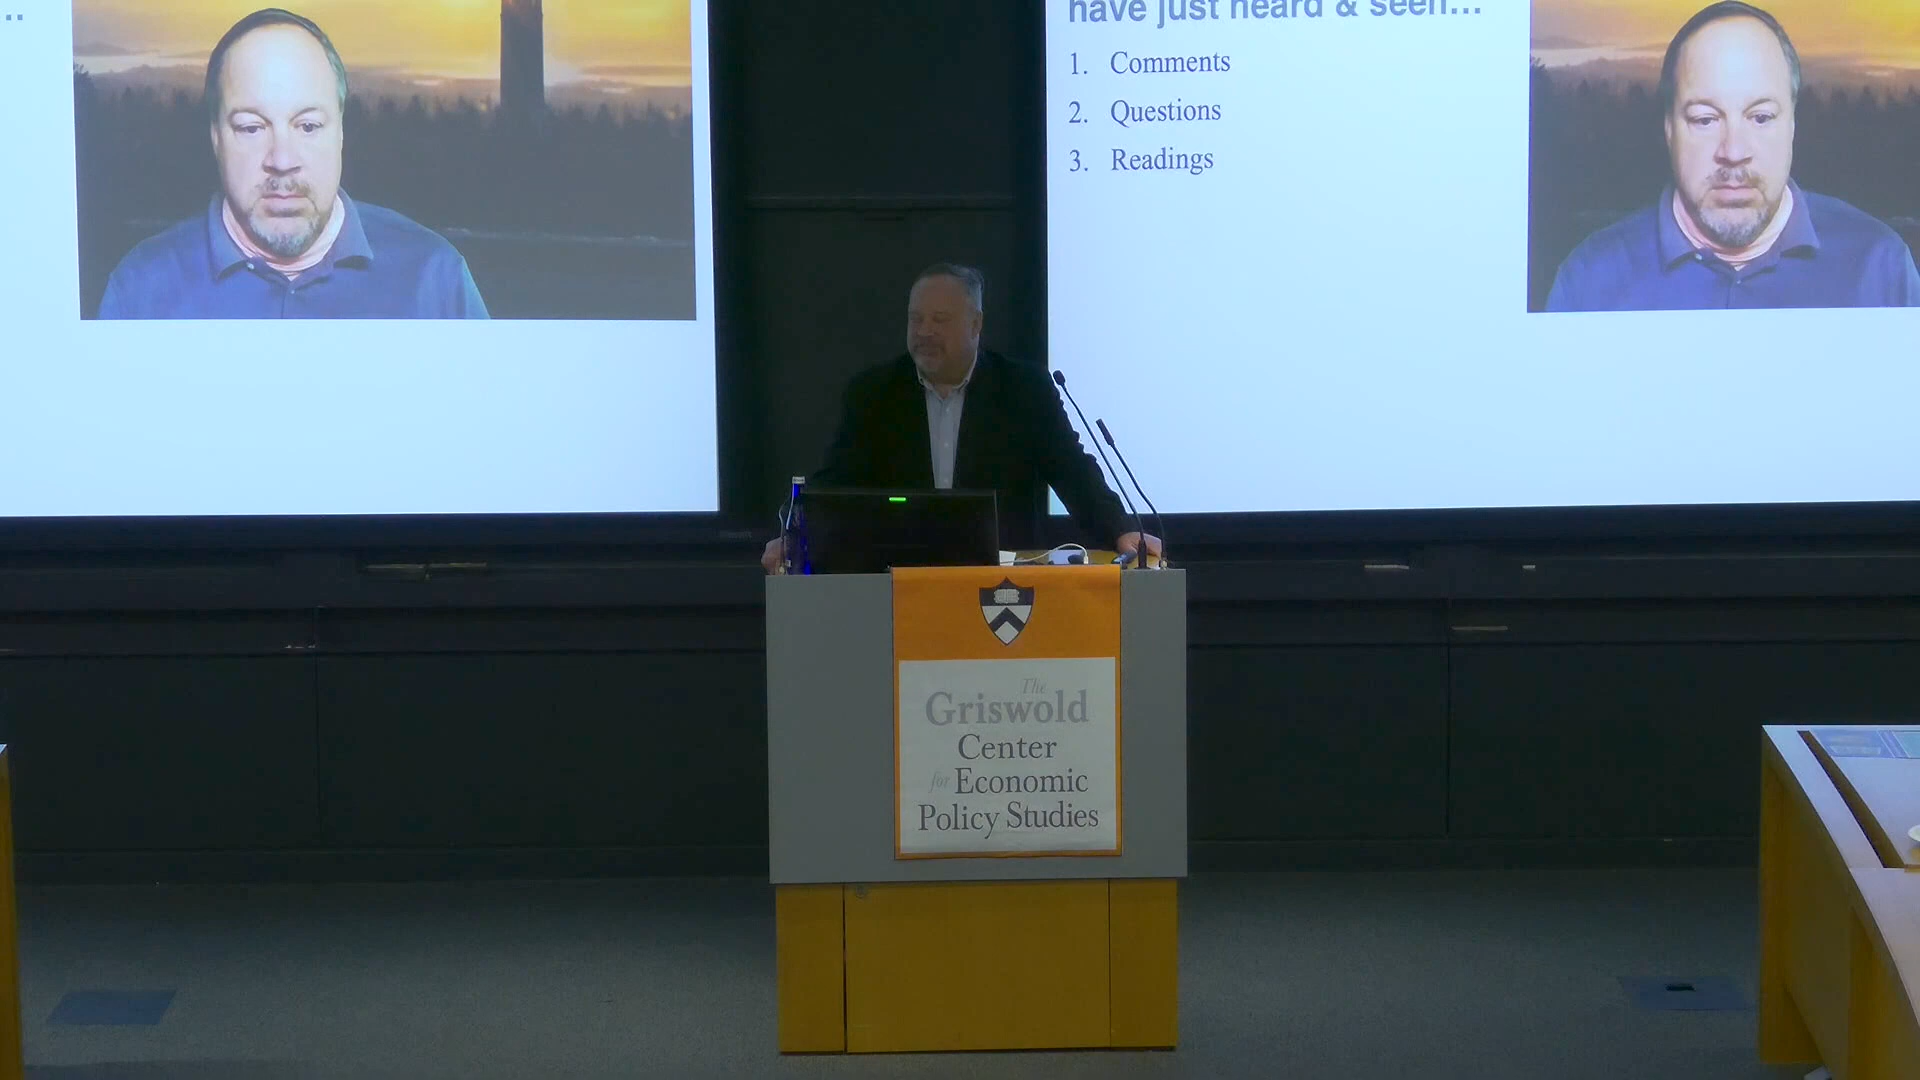 ..
have just heard & seen...
1. Comments
2. Questions
3. Readings
The
Griswold
Center
for Economic
Policy Studies